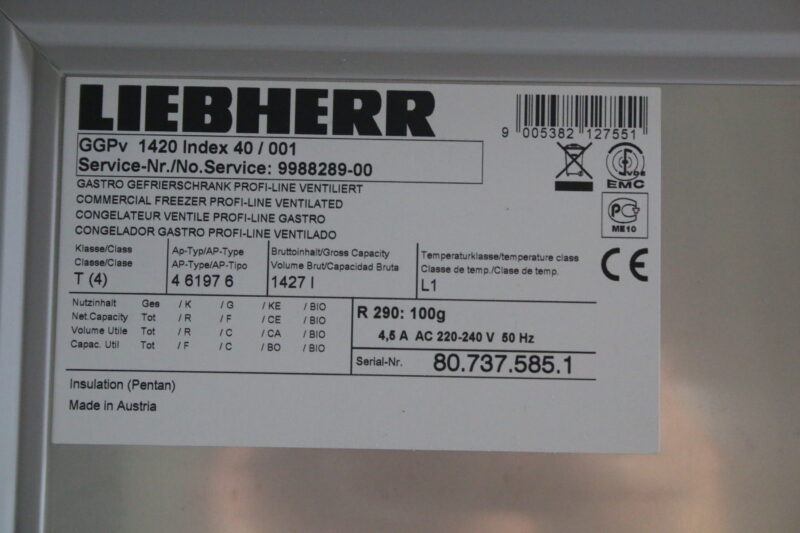 LIEBHERR
9 005382 127551
GGPv 1420 Index 40 / 001
Service-Nr./No.Service: 9988289-00
GASTRO GEFRIERSCHRANK PROFI-LINE VENTILIERT
COMMERCIAL FREEZER PROFI-LINE VENTILATED
CONGELATEUR VENTILE PROFI-LINE GASTRO
CONGELADOR GASTRO PROFI-LINE VENTILADO
VDE
EMC
PC
ME10
CE
Klasse/Class
Classe/Clase
T (4)
Ap-Typ/AP-Type
AP-Type/AP-Tipo
4 6197 6
Bruttoinhalt/Gross Capacity
Volume Brut/Capacidad Bruta
1427 l
Temperaturklasse/temperature class
Classe de temp./Clase de temp.
L1
Nutzinhalt Ges / K / G / KE / BIO
Net.Capacity Tot / R / F / CE / BIO
Volume Utile Tot / R / C / CA / BIO
Capac. Util Tot / F / C / BO / BIO
R 290: 100g
4,5 A AC 220-240 V 50 Hz
Serial-Nr. 80.737.585.1
Insulation (Pentan)
Made in Austria